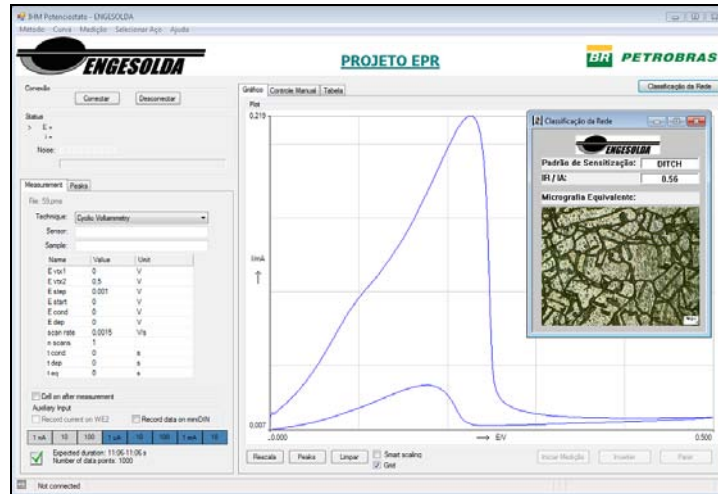 IHM Potenciostato - ENGESOLDA
Metodo Curva Medição Selecionar Aço Ajuda
ENGESOLDA
PROJETO EPR
BR PETROBRAS
Conexão
Conectar Desconectar
Status
> E =
I =
Noise:
Measurement Peaks
Technique: Cyclic Voltammetry
Sensor:
Sample:
Name Value Unit
E vtx1 0 V
E vtx2 0,5 V
E step 0.001 V
E start 0 V
E cond 0 V
E dep 0 V
scan rate 0.0015 V/s
n scans 1
t cond 0 s
t dep 0 s
t eq 0 s
Cell on after measurement
Auxiliary Input
Record current on WE2 Record data on miniDIN
1 nA 10 100 1 uA 10 100 1 mA 10
Expected duration: 11:06-11:06 s
Number of data points: 1000
Not connected
Gráfico Controle Manual Tabela
Classificação da Rede
Plot
0.219
I/mA
0.007
0.000
E/V
0.500
Rescala Peaks Limpar Smart scaling
Grid
Iniciar Medição Inverter Parar
Classificação da Rede
ENGESOLDA
Padrão de Sensitização: DITCH
IR / IA: 0.56
Micrografia Equivalente: